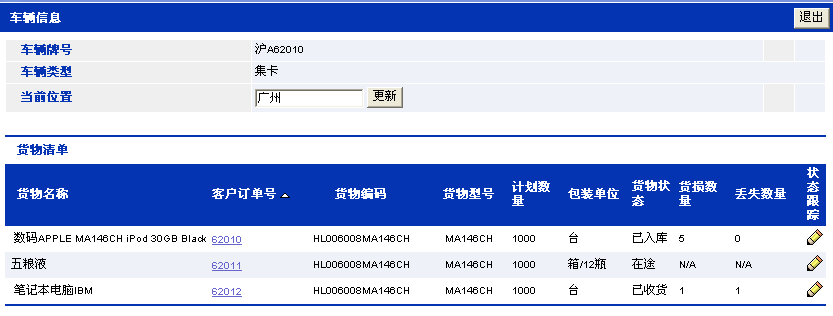 车辆信息 退出
车辆牌号 沪A62010
车辆类型 集卡
当前位置 广州 更新
货物清单
货物名称 客户订单号 货物编码 货物型号 计划数量 包装单位 货物状态 货损数量 丢失数量 状态跟踪
数码APPLE MA146CH iPod 30GB Black 62010 HL006008MA146CH MA146CH 1000 台 已入库 5 0
五粮液 62011 HL006008MA146CH MA146CH 1000 箱/12瓶 在途 N/A N/A
笔记本电脑IBM 62012 HL006008MA146CH MA146CH 1000 台 已收货 1 1